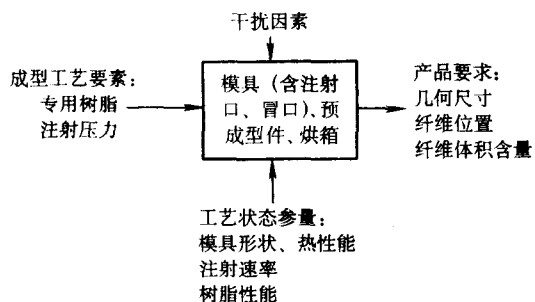 干扰因素
成型工艺要素：
专用树脂
注射压力
模具（含注射
口、冒口）、预
成型件、烘箱
产品要求：
几何尺寸
纤维位置
纤维体积含量
工艺状态参量：
模具形状、热性能
注射速率
树脂性能